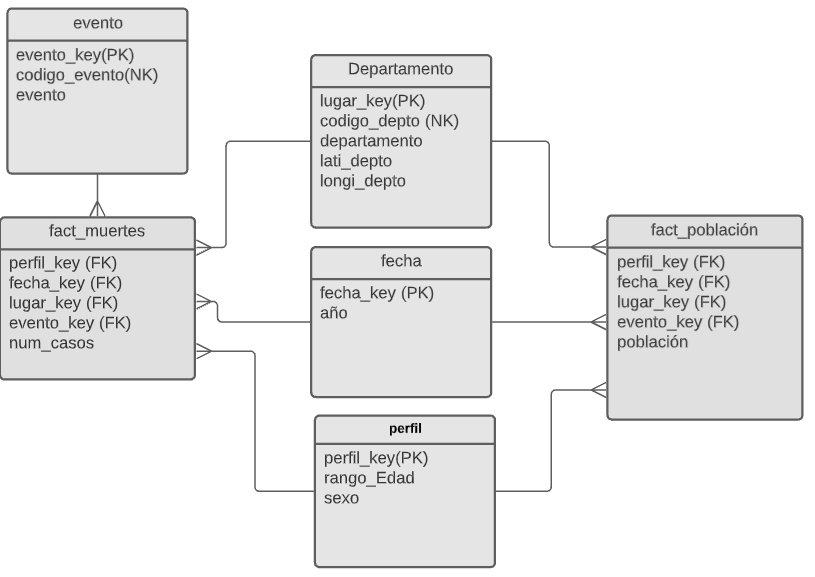 evento
evento_key(PK)
codigo_evento(NK)
evento
Departamento
lugar_key(PK)
codigo_depto (NK)
departamento
lati_depto
longi_depto
fact_muertes
perfil_key (FK)
fecha_key (FK)
lugar_key (FK)
evento_key (FK)
num_casos
fecha
fecha_key (PK)
año
fact_población
perfil_key (FK)
fecha_key (FK)
lugar_key (FK)
evento_key (FK)
población
perfil
perfil_key(PK)
rango_Edad
sexo